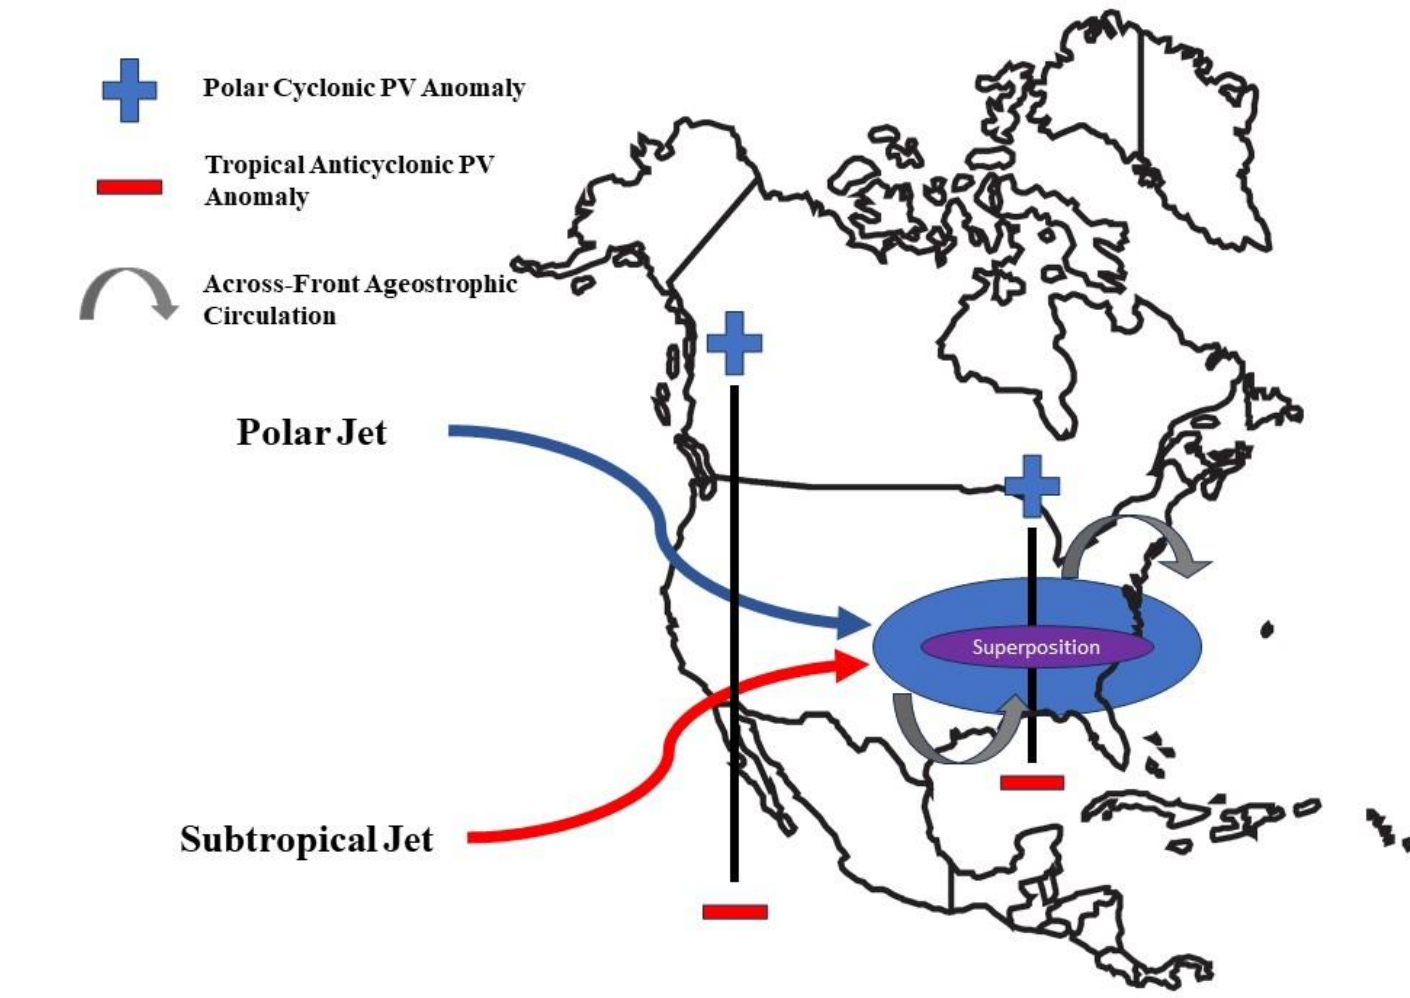 Polar Cyclonic PV Anomaly
Tropical Anticyclonic PV
Anomaly
Across-Front Ageostrophic
Circulation
Polar Jet
Superposition
Subtropical Jet